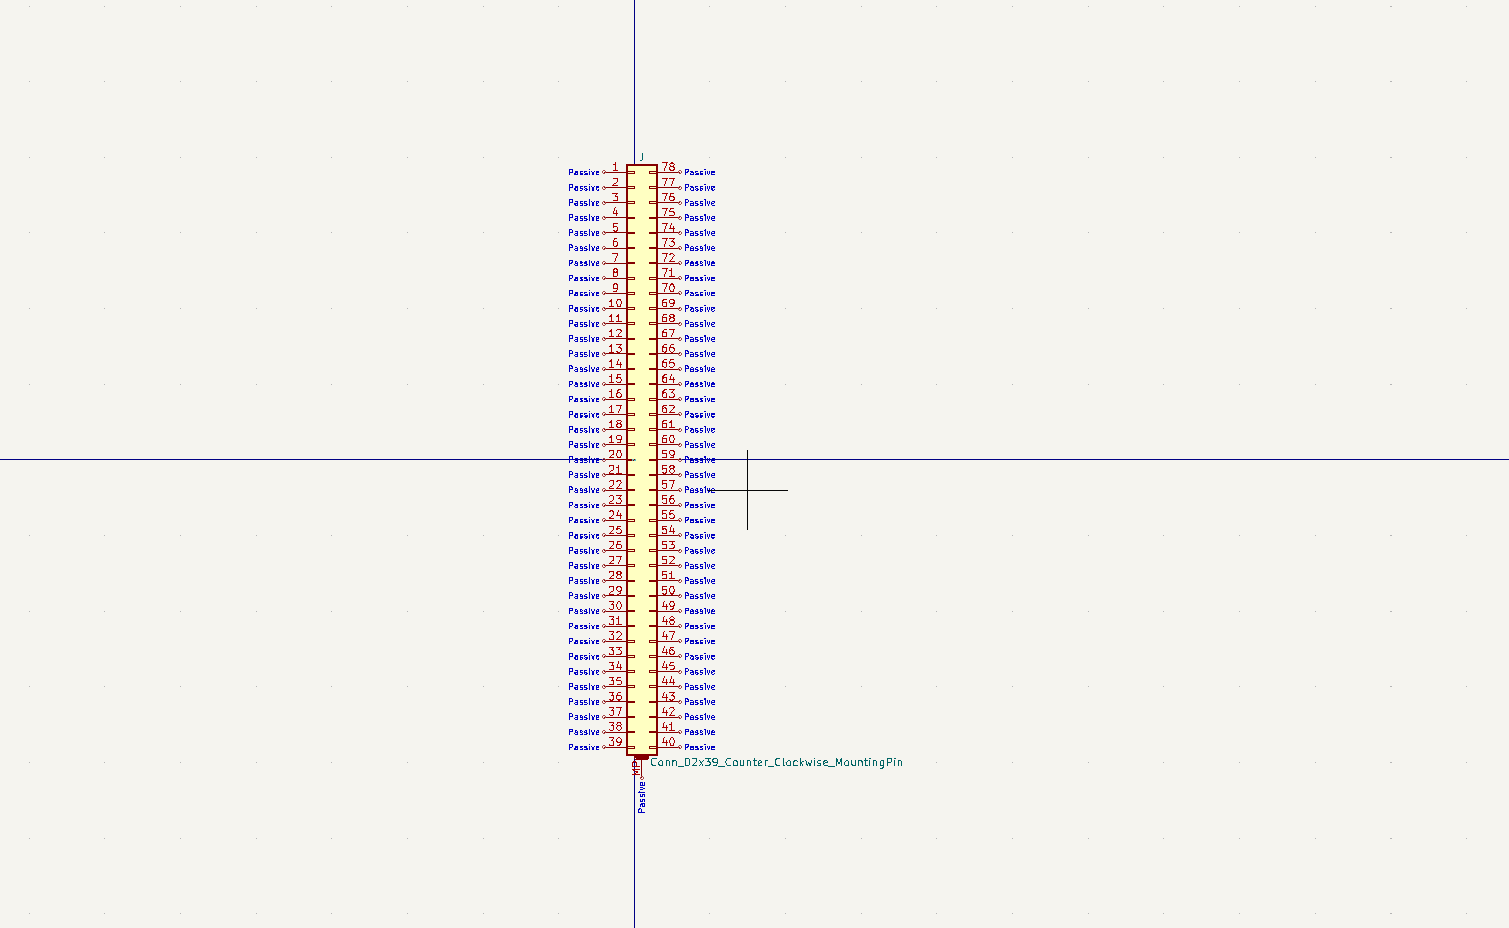 J
Passive 1 78 Passive
Passive 2 77 Passive
Passive 3 76 Passive
Passive 4 75 Passive
Passive 5 74 Passive
Passive 6 73 Passive
Passive 7 72 Passive
Passive 8 71 Passive
Passive 9 70 Passive
Passive 10 69 Passive
Passive 11 68 Passive
Passive 12 67 Passive
Passive 13 66 Passive
Passive 14 65 Passive
Passive 15 64 Passive
Passive 16 63 Passive
Passive 17 62 Passive
Passive 18 61 Passive
Passive 19 60 Passive
Passive 20 59 Passive
Passive 21 58 Passive
Passive 22 57 Passive
Passive 23 56 Passive
Passive 24 55 Passive
Passive 25 54 Passive
Passive 26 53 Passive
Passive 27 52 Passive
Passive 28 51 Passive
Passive 29 50 Passive
Passive 30 49 Passive
Passive 31 48 Passive
Passive 32 47 Passive
Passive 33 46 Passive
Passive 34 45 Passive
Passive 35 44 Passive
Passive 36 43 Passive
Passive 37 42 Passive
Passive 38 41 Passive
Passive 39 40 Passive
Conn_02x39_Counter_Clockwise_MountingPin
MP
Passive